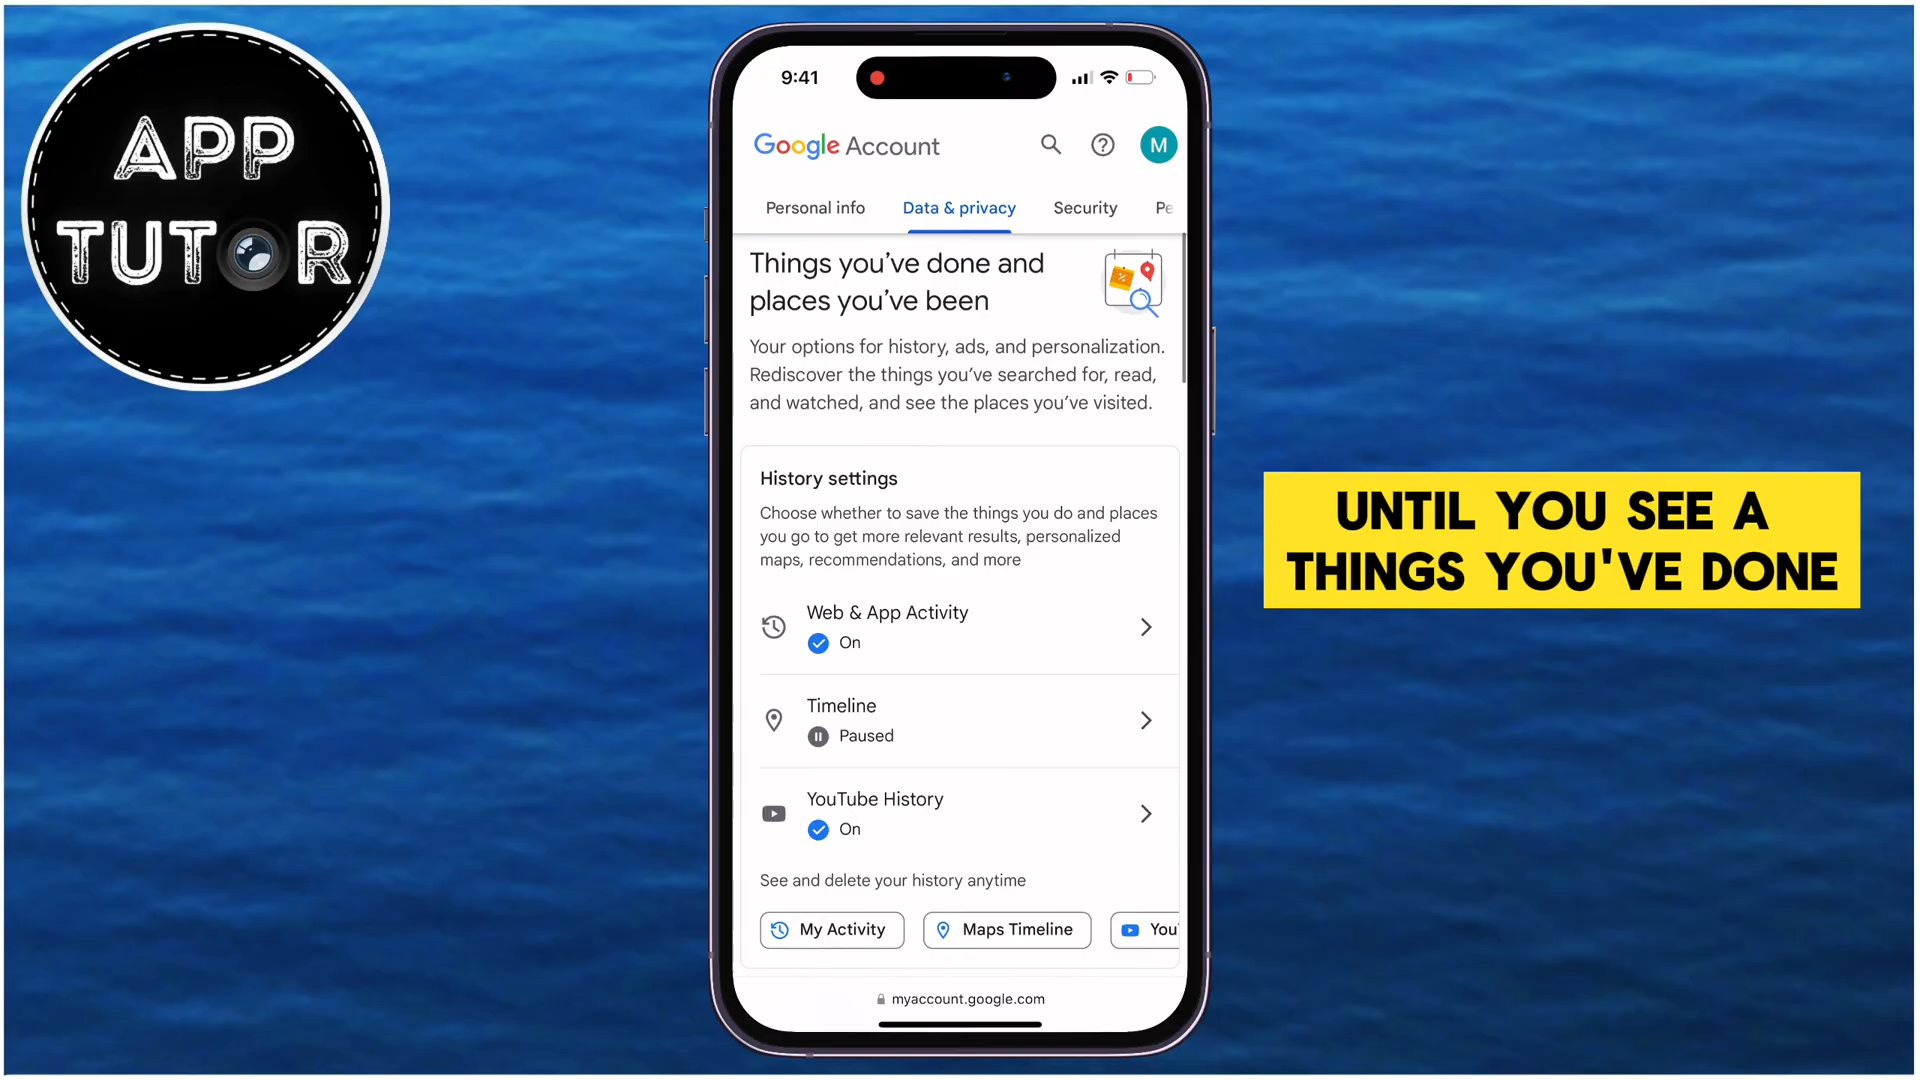 APP
TUTOR
9:41
Google Account
M
Personal info
Data & privacy
Security
Pe
Things you've done and
places you've been
Your options for history, ads, and personalization.
Rediscover the things you've searched for, read,
and watched, and see the places you've visited.
History settings
Choose whether to save the things you do and places
you go to get more relevant results, personalized
maps, recommendations, and more
Web & App Activity
On
Timeline
Paused
YouTube History
On
See and delete your history anytime
My Activity
Maps Timeline
You
myaccount.google.com
UNTIL YOU SEE A
THINGS YOU'VE DONE